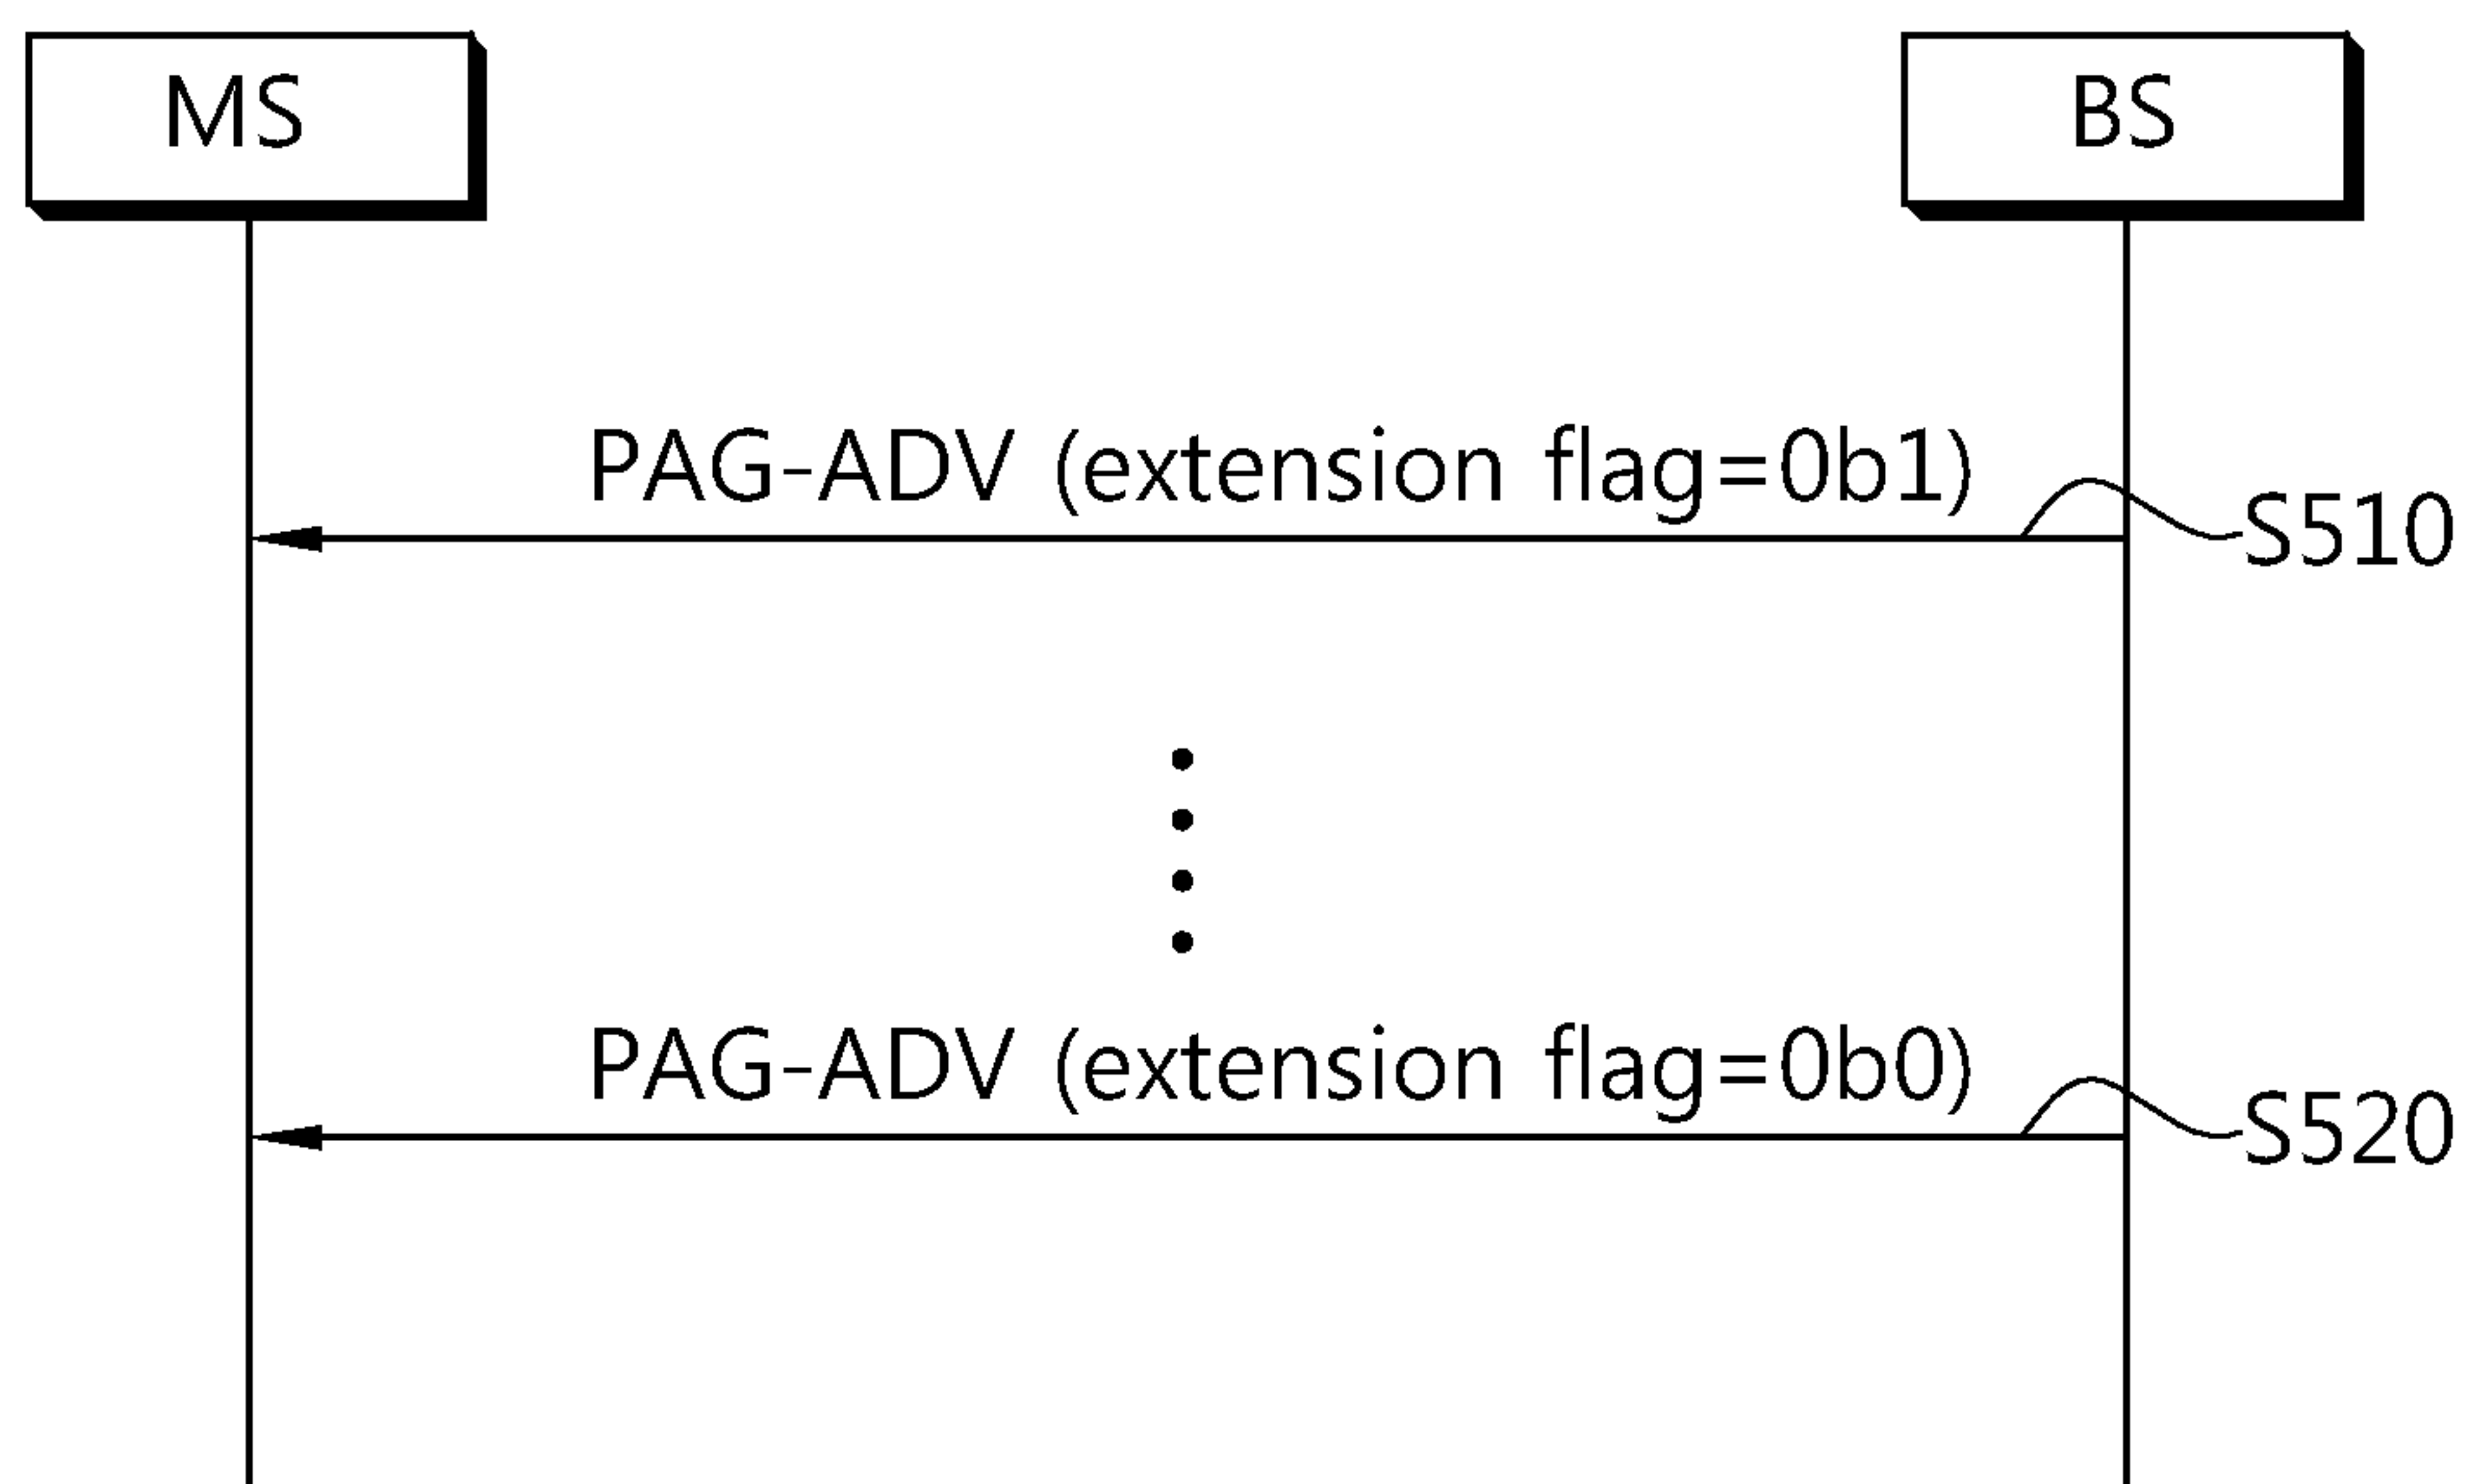 MS
BS
PAG-ADV (extension flag=0b1)
S510
PAG-ADV (extension flag=0b0)
S520